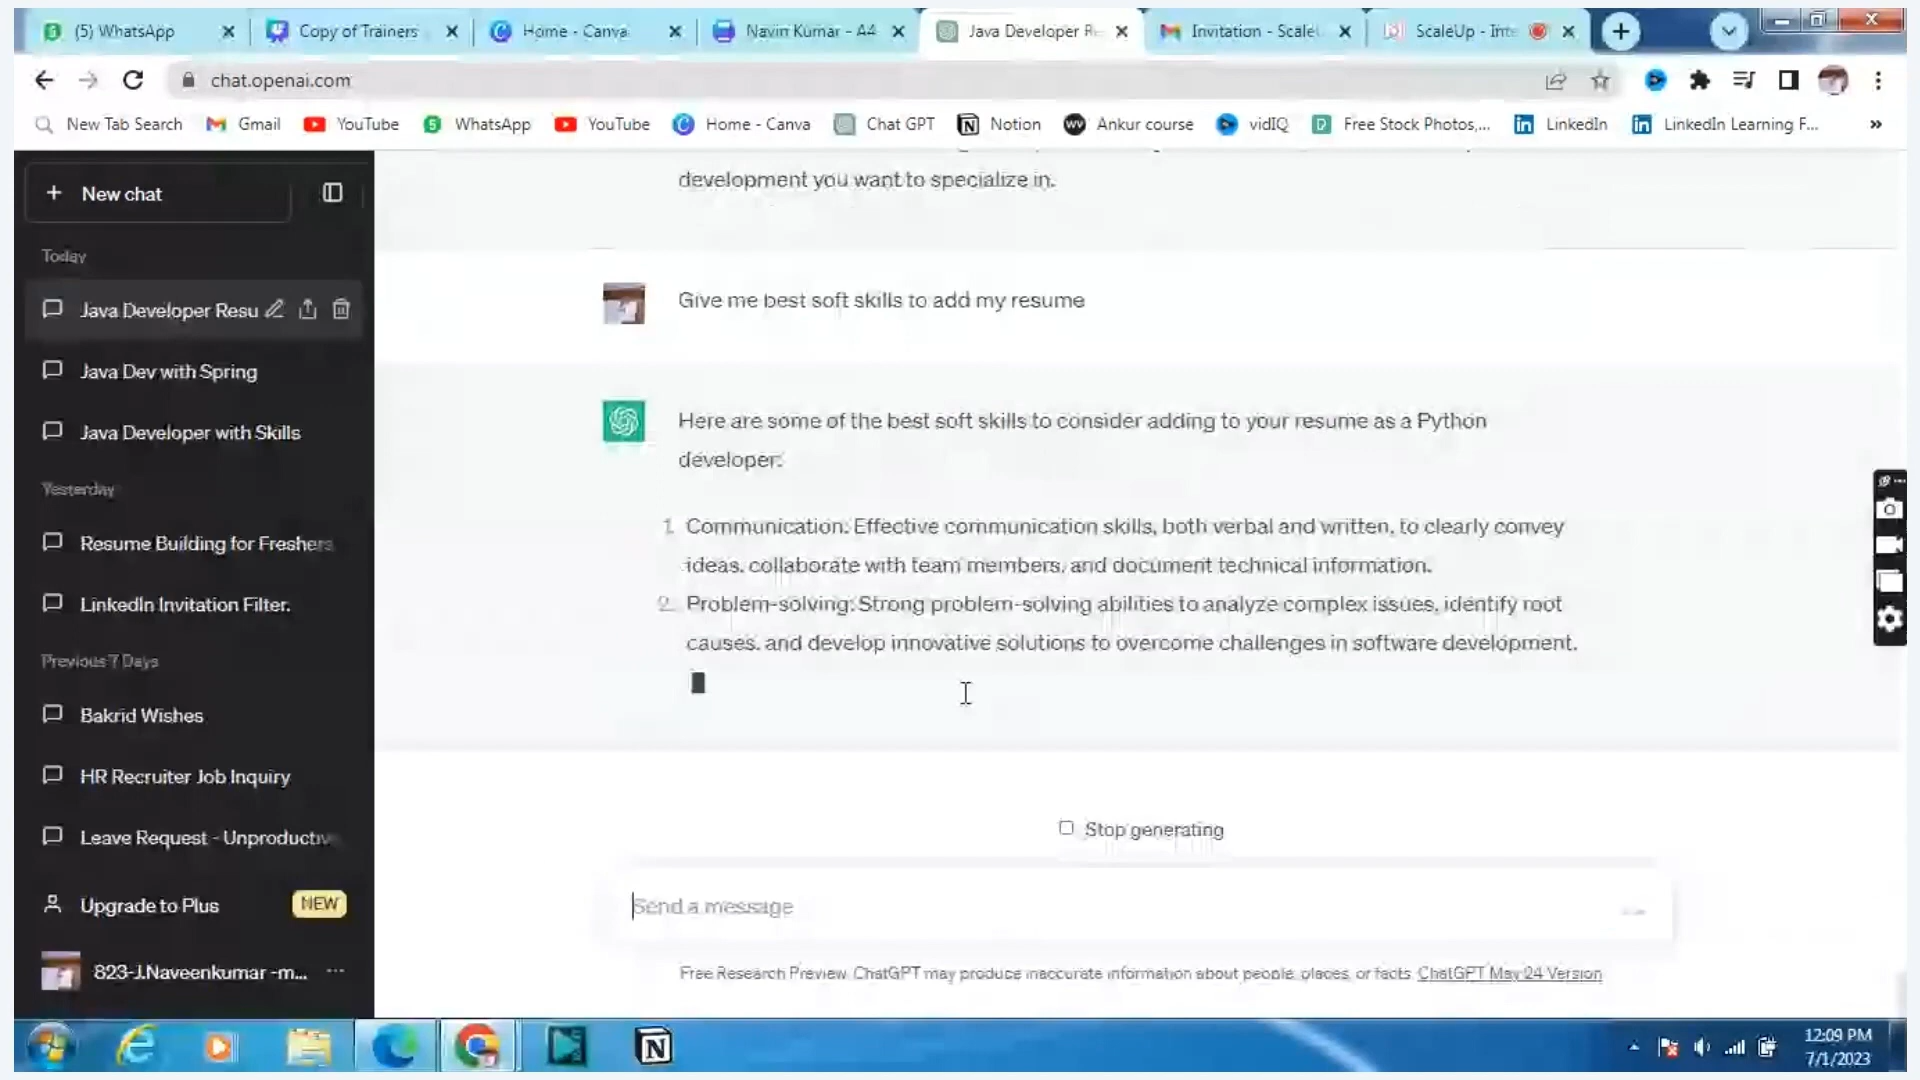 (5) WhatsApp
Copy of Trainers
Home - Canva
Navin Kumar - A4
Java Developer Re
Invitation - ScaleU
ScaleUp - Inte
chat.openai.com
New Tab Search
Gmail
YouTube
WhatsApp
YouTube
Home - Canva
Chat GPT
Notion
Ankur course
vidIQ
Free Stock Photos,...
LinkedIn
LinkedIn Learning F...
»
New chat
Today
Java Developer Resu
Java Dev with Spring
Java Developer with Skills
Yesterday
Resume Building for Freshers
LinkedIn Invitation Filter.
Previous 7 Days
Bakrid Wishes
HR Recruiter Job Inquiry
Leave Request - Unproductiv
Upgrade to Plus
NEW
823-J.Naveenkumar -m...
development you want to specialize in.
Give me best soft skills to add my resume
Here are some of the best soft skills to consider adding to your resume as a Python
developer:
1. Communication: Effective communication skills, both verbal and written, to clearly convey
ideas, collaborate with team members, and document technical information.
2. Problem-solving: Strong problem-solving abilities to analyze complex issues, identify root
causes, and develop innovative solutions to overcome challenges in software development.
Stop generating
Send a message
Free Research Preview. ChatGPT may produce inaccurate information about people, places, or facts. ChatGPT May 24 Version
12:09 PM
7/1/2023